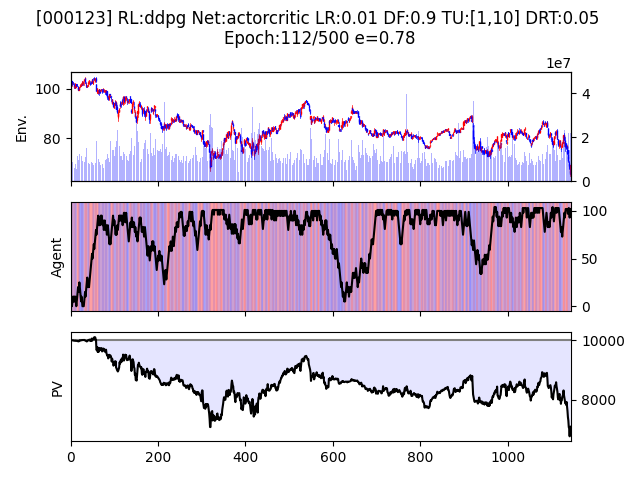 [000123] RL:ddpg Net:actorcritic LR:0.01 DF:0.9 TU:[1,10] DRT:0.05
Epoch:112/500 e=0.78
1e7
Env.
100
80
4
2
0
Agent
100
50
0
PV
10000
8000
0 200 400 600 800 1000